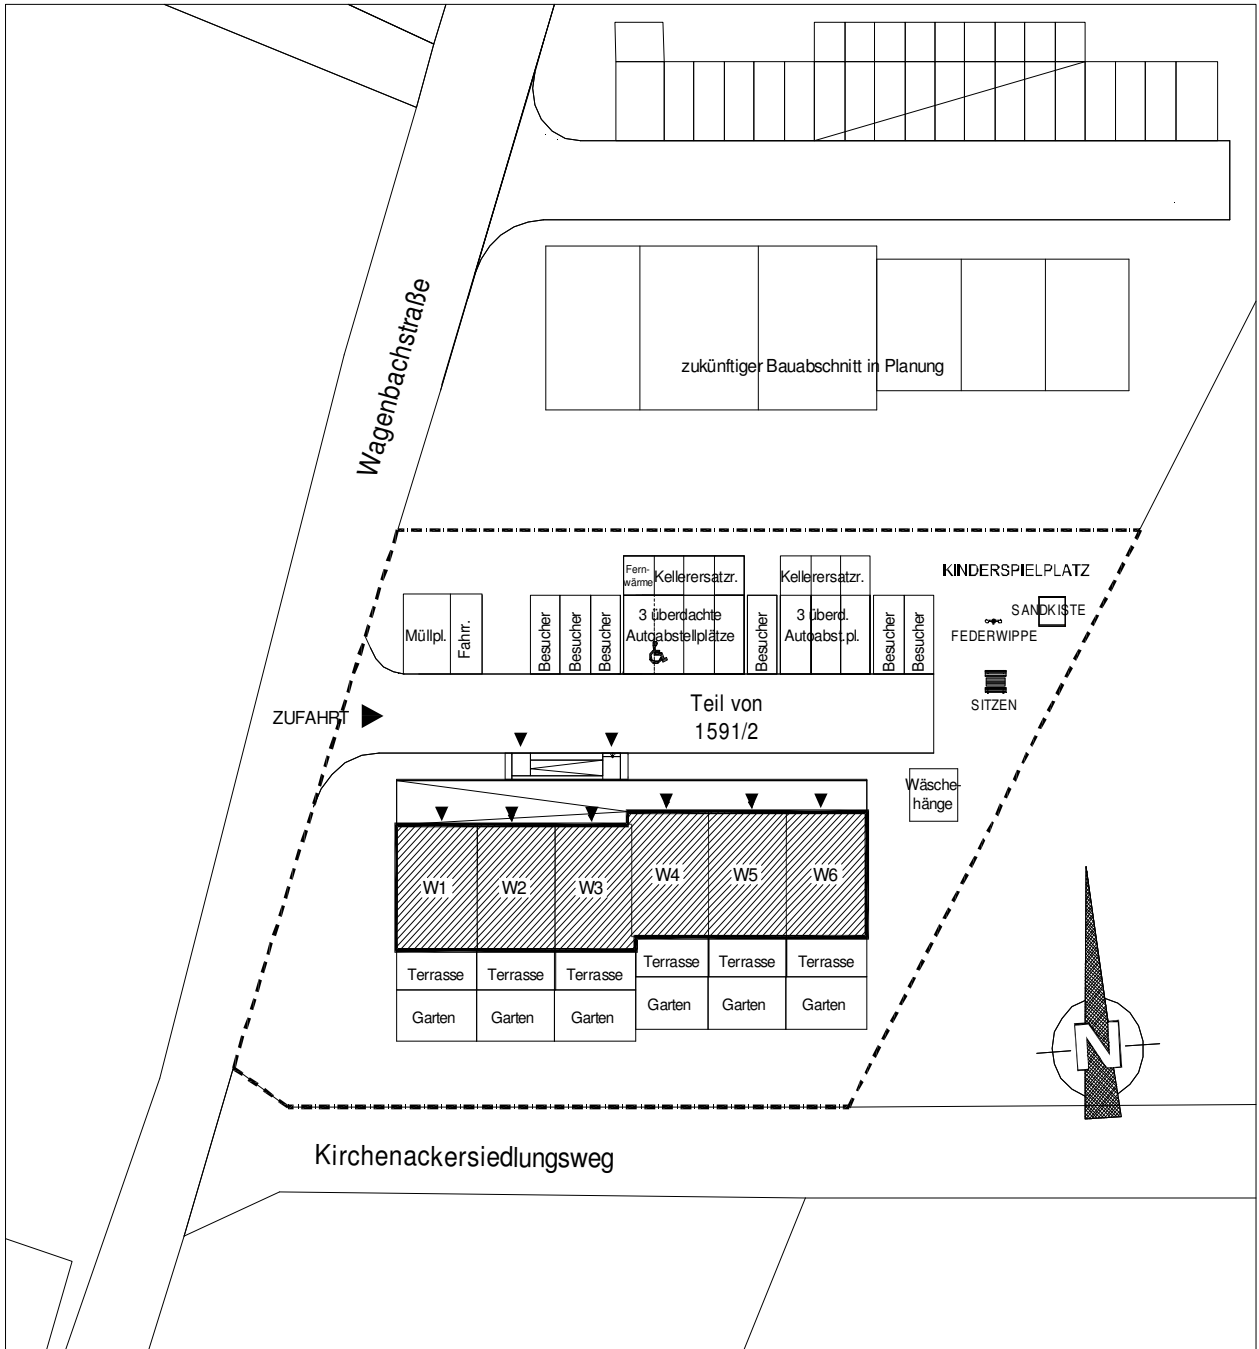 Wagenbachstraße
zukünftiger Bauabschnitt in Planung
Fern-
wärme
Kellerersatzr.
Kellerersatzr.
KINDERSPIELPLATZ
SANDKISTE
FEDERWIPPE
SITZEN
Müllpl.
Fahrr.
Besucher
Besucher
Besucher
3 überdachte
Autoabstellplätze
Besucher
3 überd.
Autoabst.pl.
Besucher
Besucher
ZUFAHRT
Teil von
1591/2
Wäsche-
hänge
W1
W2
W3
W4
W5
W6
Terrasse
Terrasse
Terrasse
Terrasse
Terrasse
Terrasse
Garten
Garten
Garten
Garten
Garten
Garten
N
Kirchenackersiedlungsweg